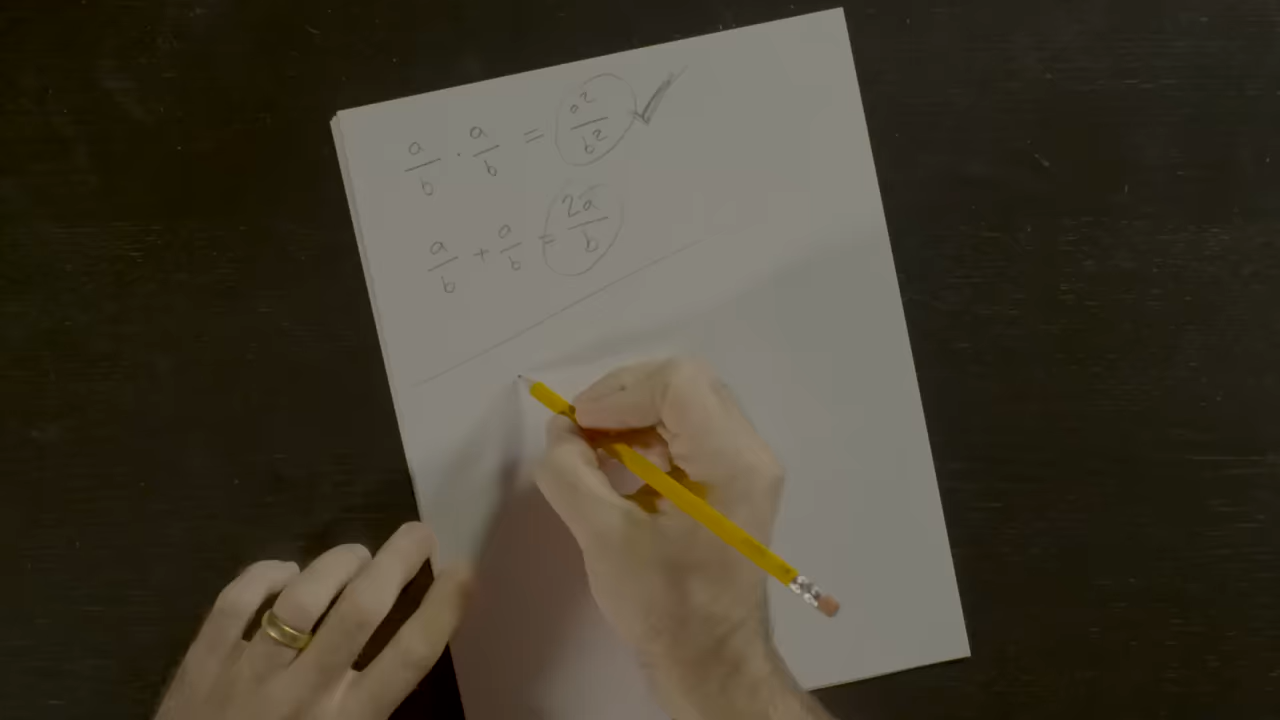 a/b · a/b = a²/b² ✓
a/b + a/b = 2a/b